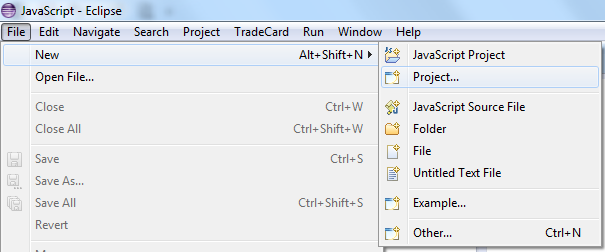 JavaScript - Eclipse
File Edit Navigate Search Project TradeCard Run Window Help
New Alt+Shift+N
Open File...
Close Ctrl+W
Close All Ctrl+Shift+W
Save Ctrl+S
Save As...
Save All Ctrl+Shift+S
Revert
JavaScript Project
Project...
JavaScript Source File
Folder
File
Untitled Text File
Example...
Other... Ctrl+N